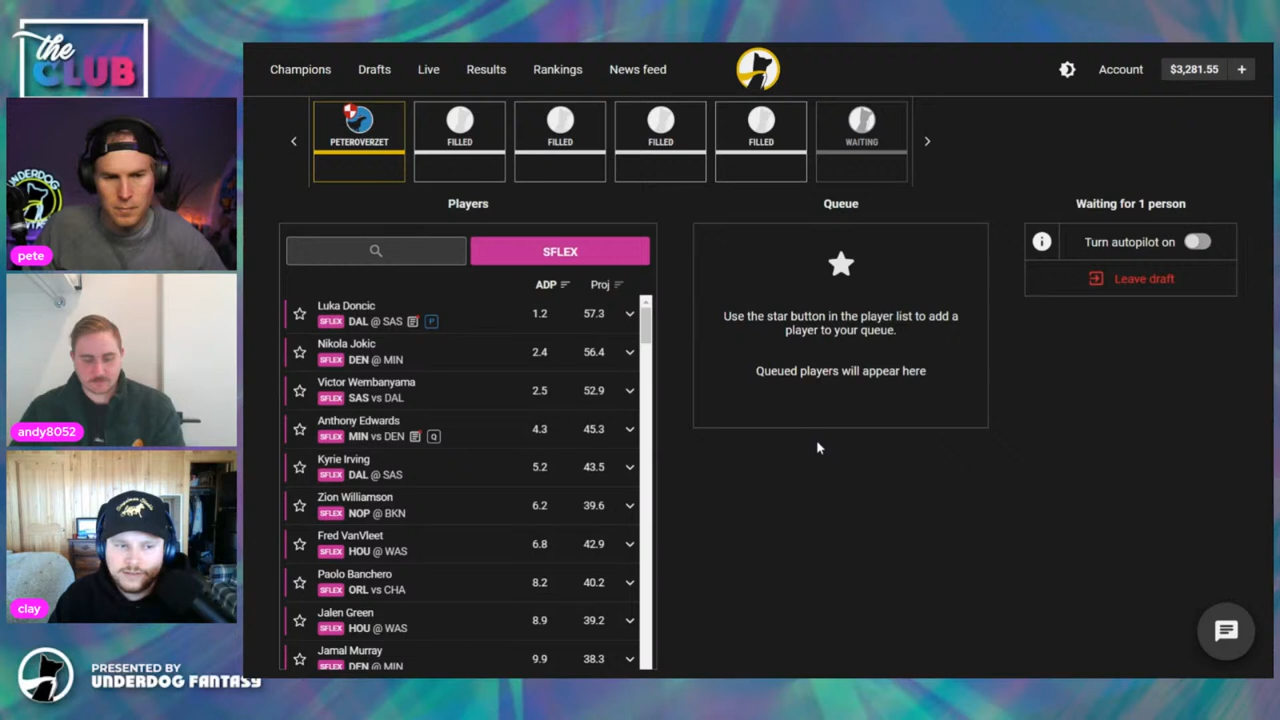 the
CLUB
Champions
Drafts
Live
Results
Rankings
News feed
Account
$3,281.55
+
PETEROVERZET
FILLED
FILLED
FILLED
FILLED
WAITING
Players
Queue
Waiting for 1 person
SFLEX
Turn autopilot on
Leave draft
ADP
Proj
Luka Doncic
SFLEX DAL @ SAS P
1.2
57.3
Nikola Jokic
SFLEX DEN @ MIN
2.4
56.4
Victor Wembanyama
SFLEX SAS vs DAL
2.5
52.9
Anthony Edwards
SFLEX MIN vs DEN Q
4.3
45.3
Kyrie Irving
SFLEX DAL @ SAS
5.2
43.5
Zion Williamson
SFLEX NOP @ BKN
6.2
39.6
Fred VanVleet
SFLEX HOU @ WAS
6.8
42.9
Paolo Banchero
SFLEX ORL vs CHA
8.2
40.2
Jalen Green
SFLEX HOU @ WAS
8.9
39.2
Jamal Murray
SFLEX DEN @ MIN
9.9
38.3
Use the star button in the player list to add a
player to your queue.
Queued players will appear here
UNDERDOG
pete
andy8052
clay
PRESENTED BY
UNDERDOG FANTASY